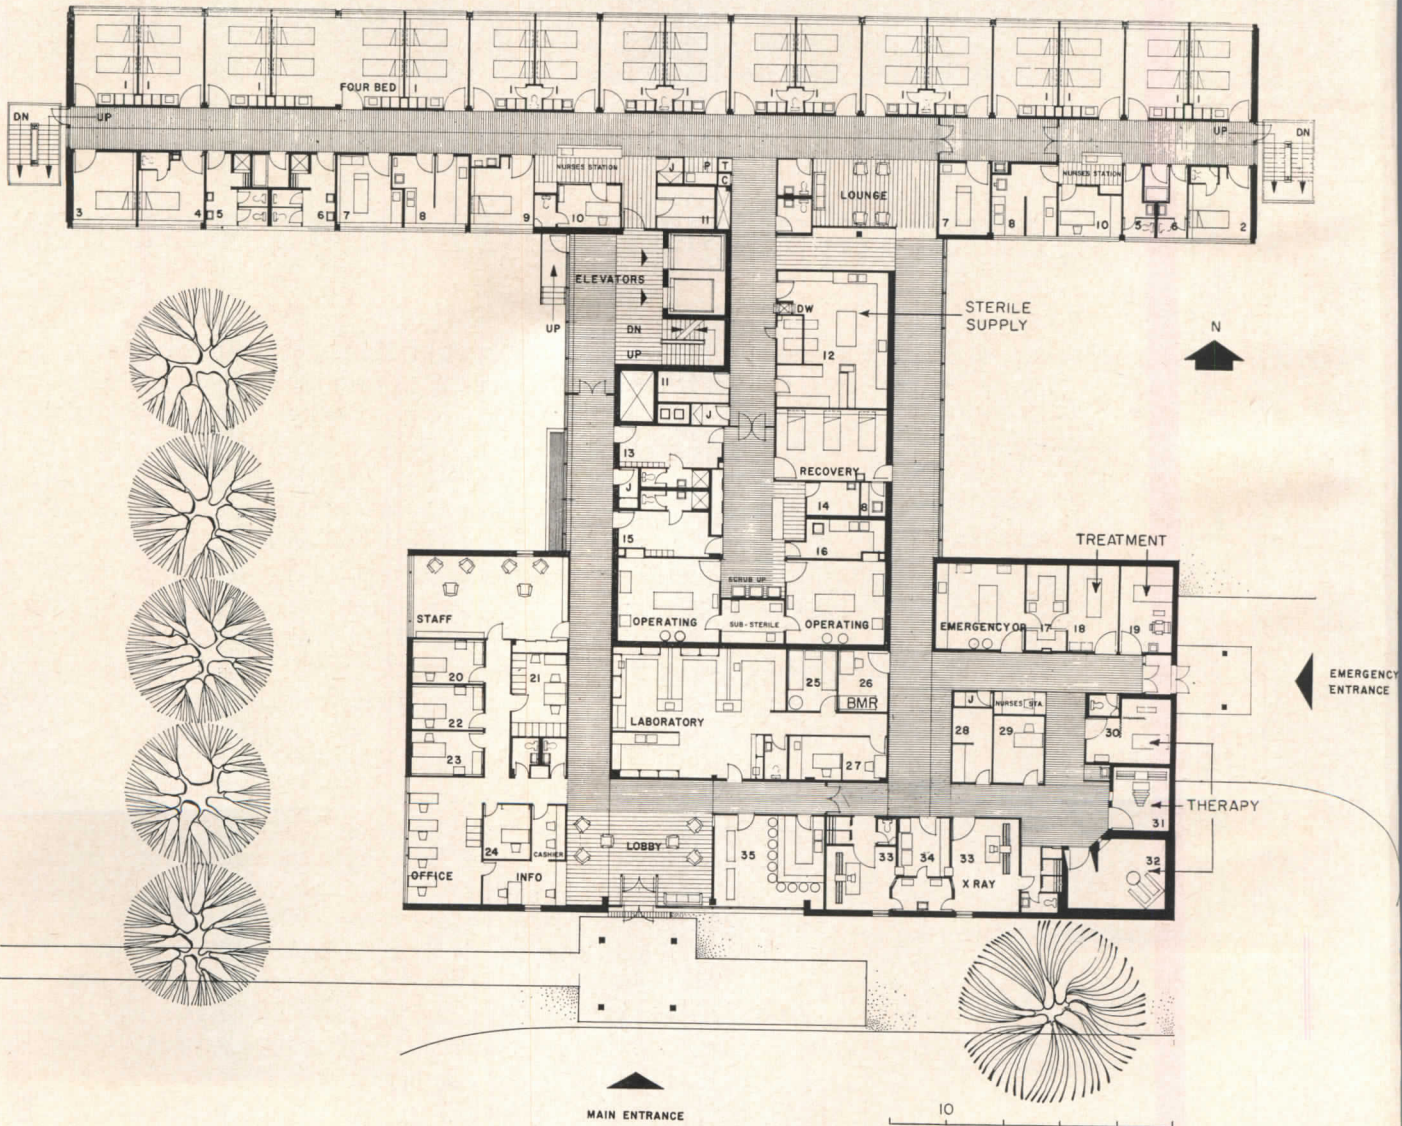 I I I I I I I I I I I I I I I I I
FOUR BED
DN UP
UP DN
NURSES STATION
J P T
C
LOUNGE
NURSES STATION
3 4 5 6 7 8 9 10 11
7 8 10 5 6 2
ELEVATORS
UP
DN
UP
DW
STERILE
SUPPLY
12
N
11
J
13
RECOVERY
J
14 8
15
16
TREATMENT
SCRUB UP
STAFF
OPERATING
SUB-STERILE
OPERATING
EMERGENCY OP
17
18
19
20
21
25
26
BMR
EMERGENCY
ENTRANCE
22
LABORATORY
J
NURSES STA.
28
29
30
23
27
THERAPY
31
24
CASHIER
LOBBY
35
33
34
33
32
OFFICE
INFO
X RAY
10
MAIN ENTRANCE